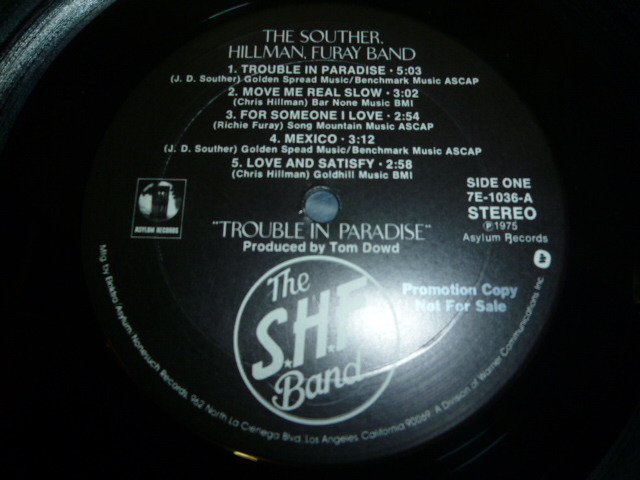 THE SOUTHER,
HILLMAN, FURAY BAND
1. TROUBLE IN PARADISE · 5:03
(J. D. Souther) Golden Spread Music/Benchmark Music ASCAP
2. MOVE ME REAL SLOW · 3:02
(Chris Hillman) Bar None Music BMI
3. FOR SOMEONE I LOVE · 2:54
(Richie Furay) Song Mountain Music ASCAP
4. MEXICO · 3:12
(J. D. Souther) Golden Spead Music/Benchmark Music ASCAP
5. LOVE AND SATISFY · 2:58
(Chris Hillman) Goldhill Music BMI
ASYLUM RECORDS
SIDE ONE
7E-1036-A
STEREO
℗1975
Asylum Records
"TROUBLE IN PARADISE"
Produced by Tom Dowd
The
S.H.F.
Band
Promotion Copy
Not For Sale
Mfg by Elektra/Asylum/Nonesuch Records, 962 North La Cienega Blvd., Los Angeles, California 90069 · A Division of Warner Communications Inc